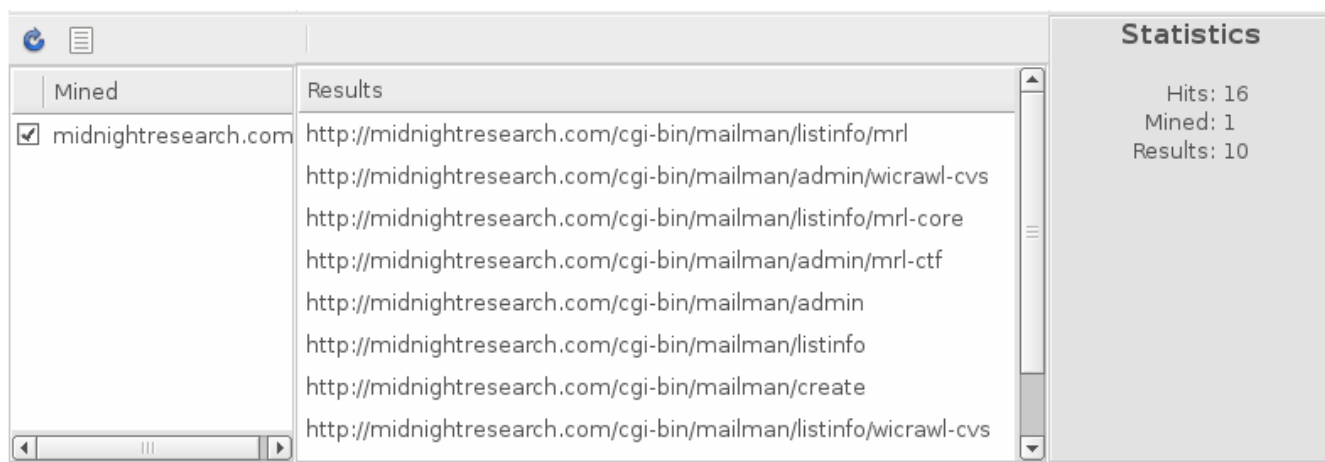 Statistics
Mined
Results
Hits: 16
Mined: 1
Results: 10
midnightresearch.com
http://midnightresearch.com/cgi-bin/mailman/listinfo/mrl
http://midnightresearch.com/cgi-bin/mailman/admin/wicrawl-cvs
http://midnightresearch.com/cgi-bin/mailman/listinfo/mrl-core
http://midnightresearch.com/cgi-bin/mailman/admin/mrl-ctf
http://midnightresearch.com/cgi-bin/mailman/admin
http://midnightresearch.com/cgi-bin/mailman/listinfo
http://midnightresearch.com/cgi-bin/mailman/create
http://midnightresearch.com/cgi-bin/mailman/listinfo/wicrawl-cvs